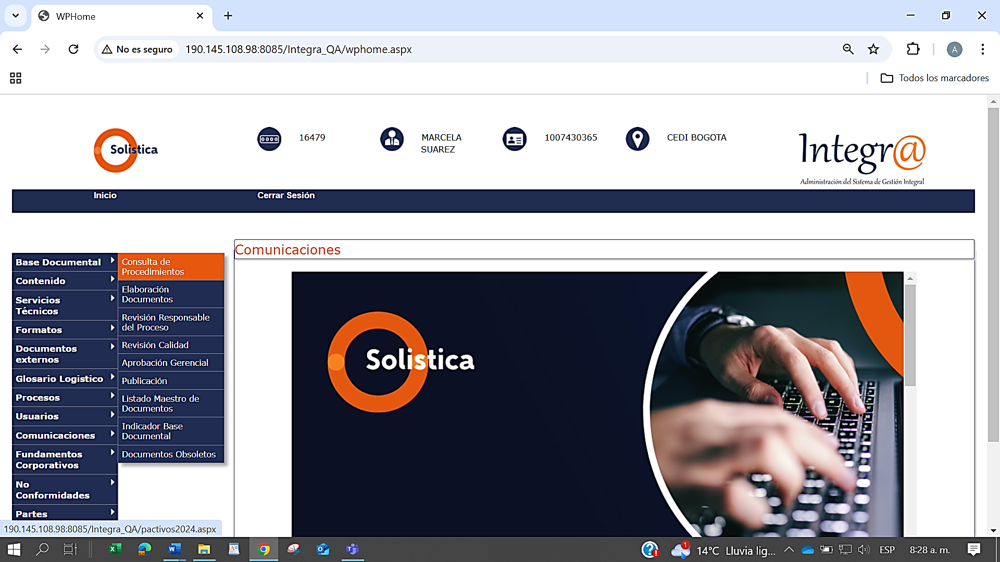 WPHome
No es seguro
190.145.108.98:8085/Integra_QA/wphome.aspx
A
Todos los marcadores
Solistica
16479
MARCELA
SUAREZ
1007430365
CEDI BOGOTA
Integr@
Administración del Sistema de Gestión Integral
Inicio
Cerrar Sesión
Comunicaciones
Base Documental
Contenido
Servicios
Técnicos
Formatos
Documentos
externos
Glosario Logistico
Procesos
Usuarios
Comunicaciones
Fundamentos
Corporativos
No
Conformidades
Partes
Consulta de
Procedimientos
Elaboración
Documentos
Revisión Responsable
del Proceso
Revisión Calidad
Aprobación Gerencial
Publicación
Listado Maestro de
Documentos
Indicador Base
Documental
Documentos Obsoletos
Solistica
190.145.108.98:8085/Integra_QA/pactivos2024.aspx
1
14°C Lluvia lig...
ESP
8:28 a. m.